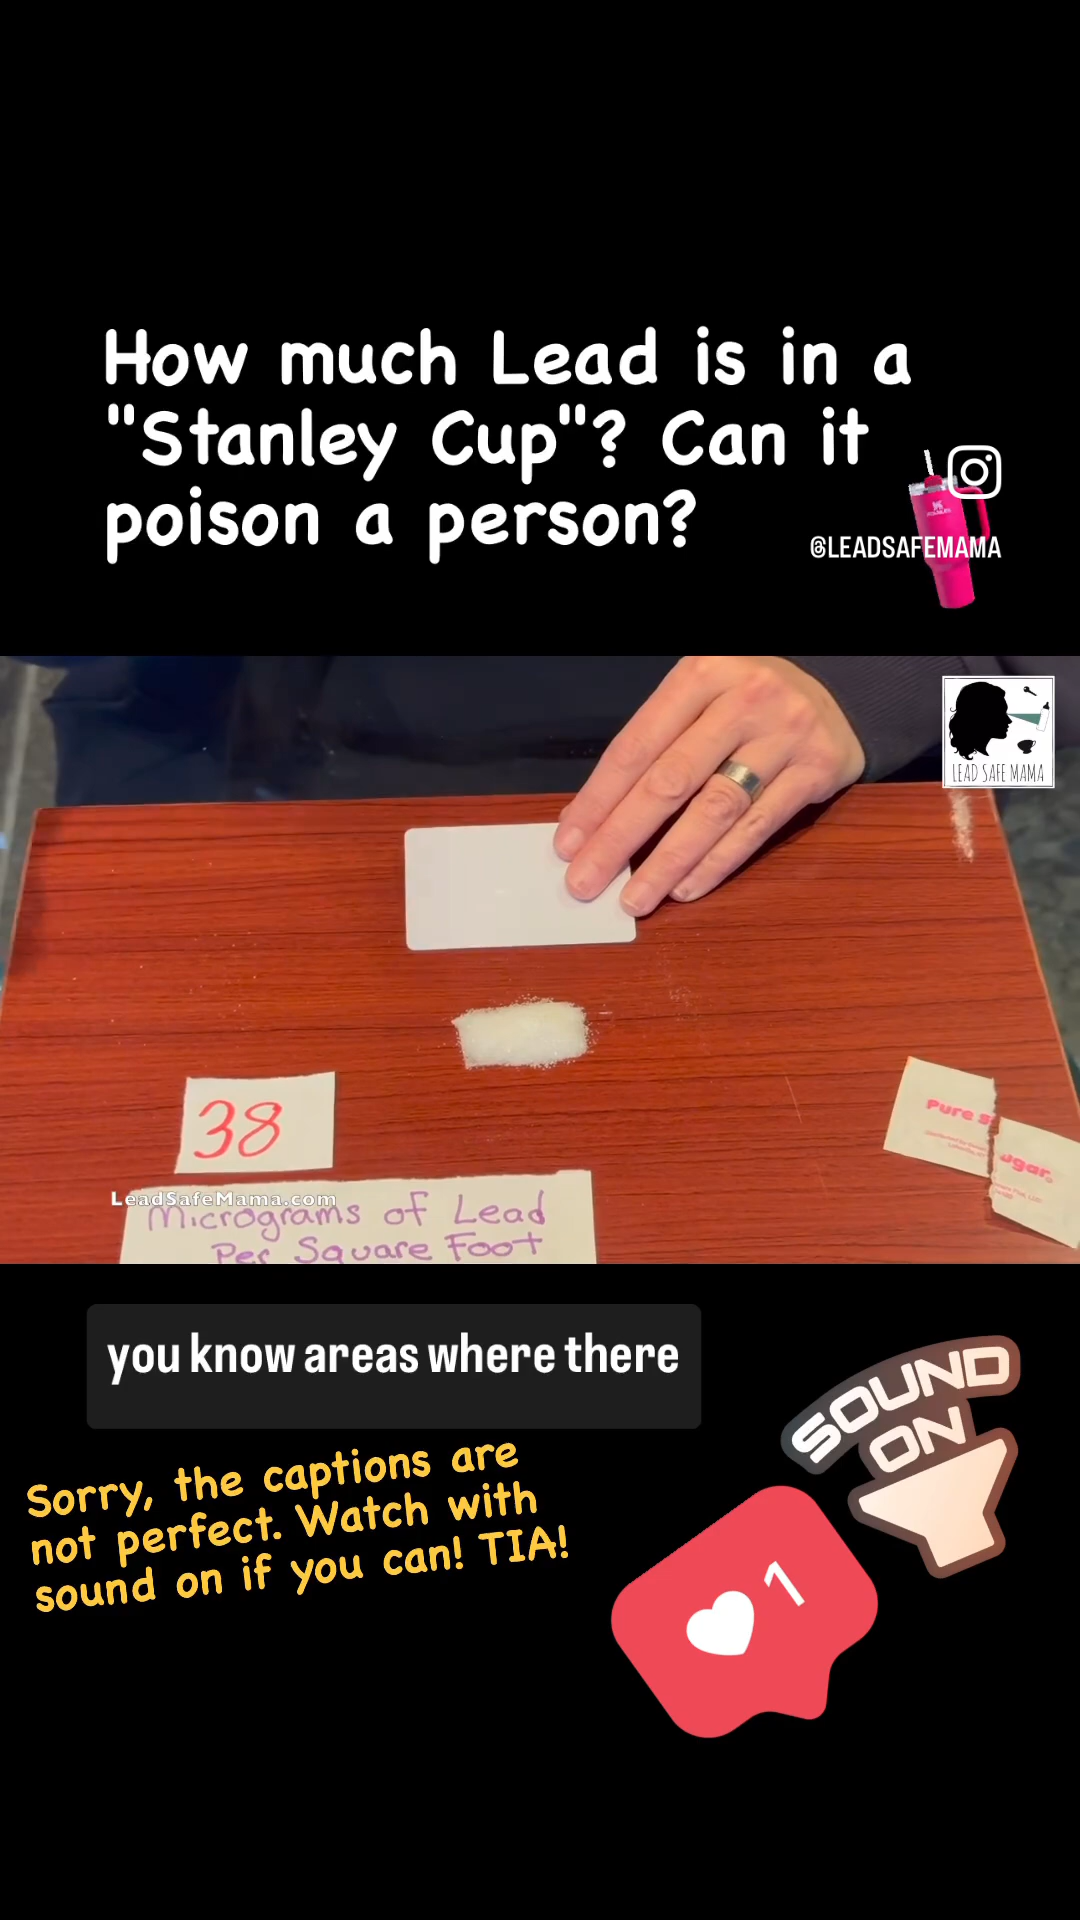 How much Lead is in a
"Stanley Cup"? Can it
poison a person?
@LEADSAFEMAMA
LEAD SAFE MAMA
38
Pure s
ugar
LeadSafeMama.com
Micrograms of Lead
Per Square Foot
you know areas where there
SOUND
ON
Sorry, the captions are
not perfect. Watch with
sound on if you can! TIA!
1